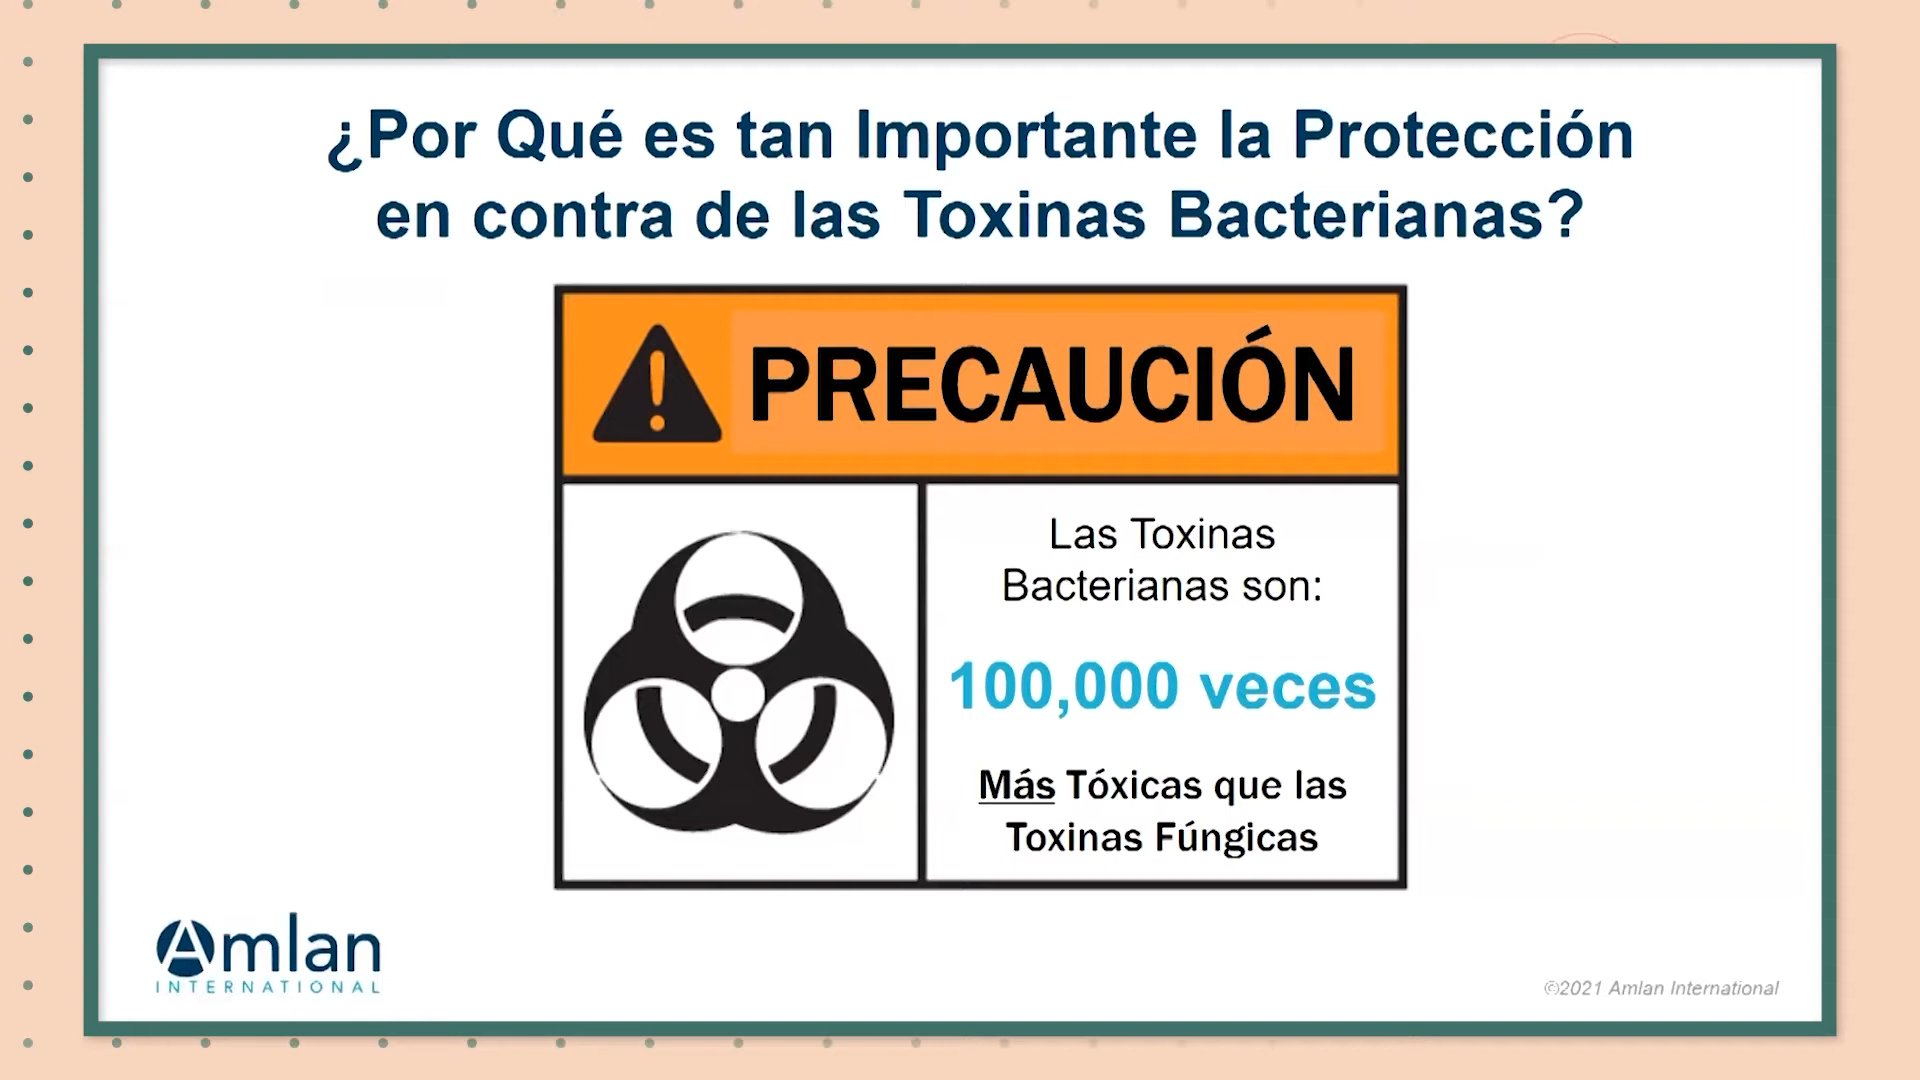 ¿Por Qué es tan Importante la Protección
en contra de las Toxinas Bacterianas?
PRECAUCIÓN
Las Toxinas
Bacterianas son:
100,000 veces
Más Tóxicas que las
Toxinas Fúngicas
Amlan
INTERNATIONAL
©2021 Amlan International